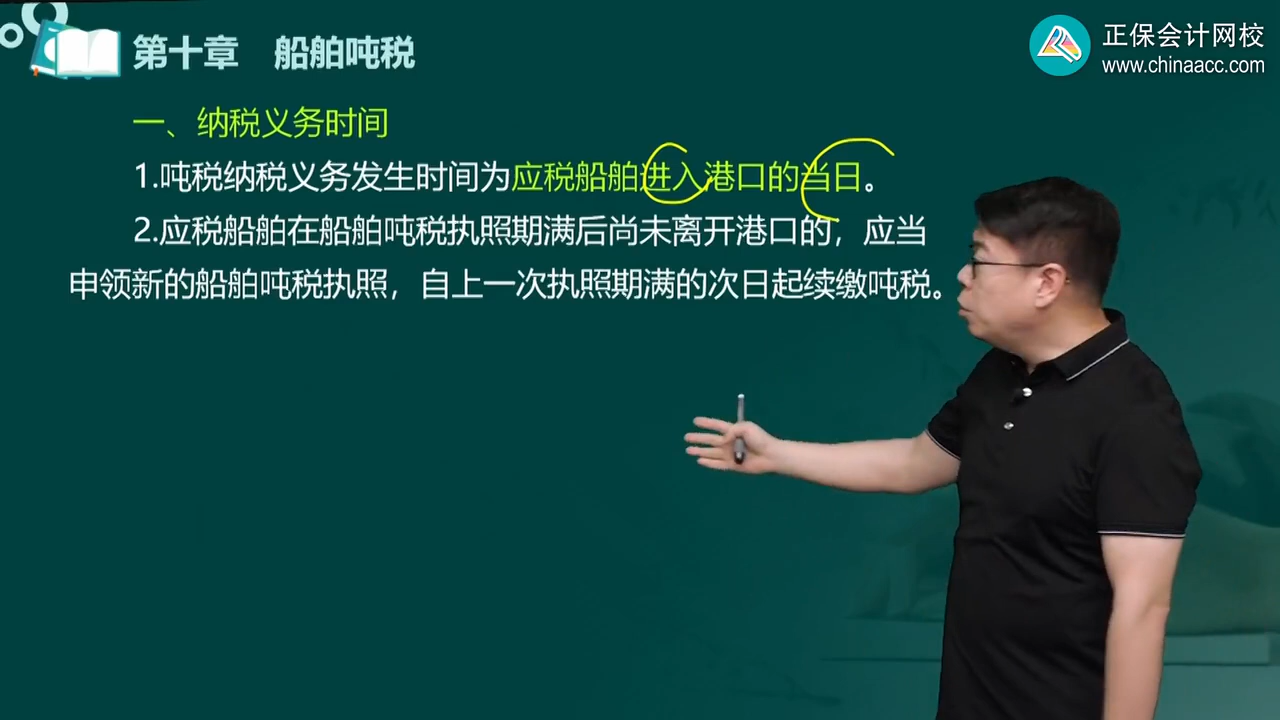 第十章 船舶吨税
正保会计网校
www.chinaacc.com
一、纳税义务时间
1.吨税纳税义务发生时间为应税船舶进入港口的当日。
2.应税船舶在船舶吨税执照期满后尚未离开港口的，应当
申领新的船舶吨税执照，自上一次执照期满的次日起续缴吨税。